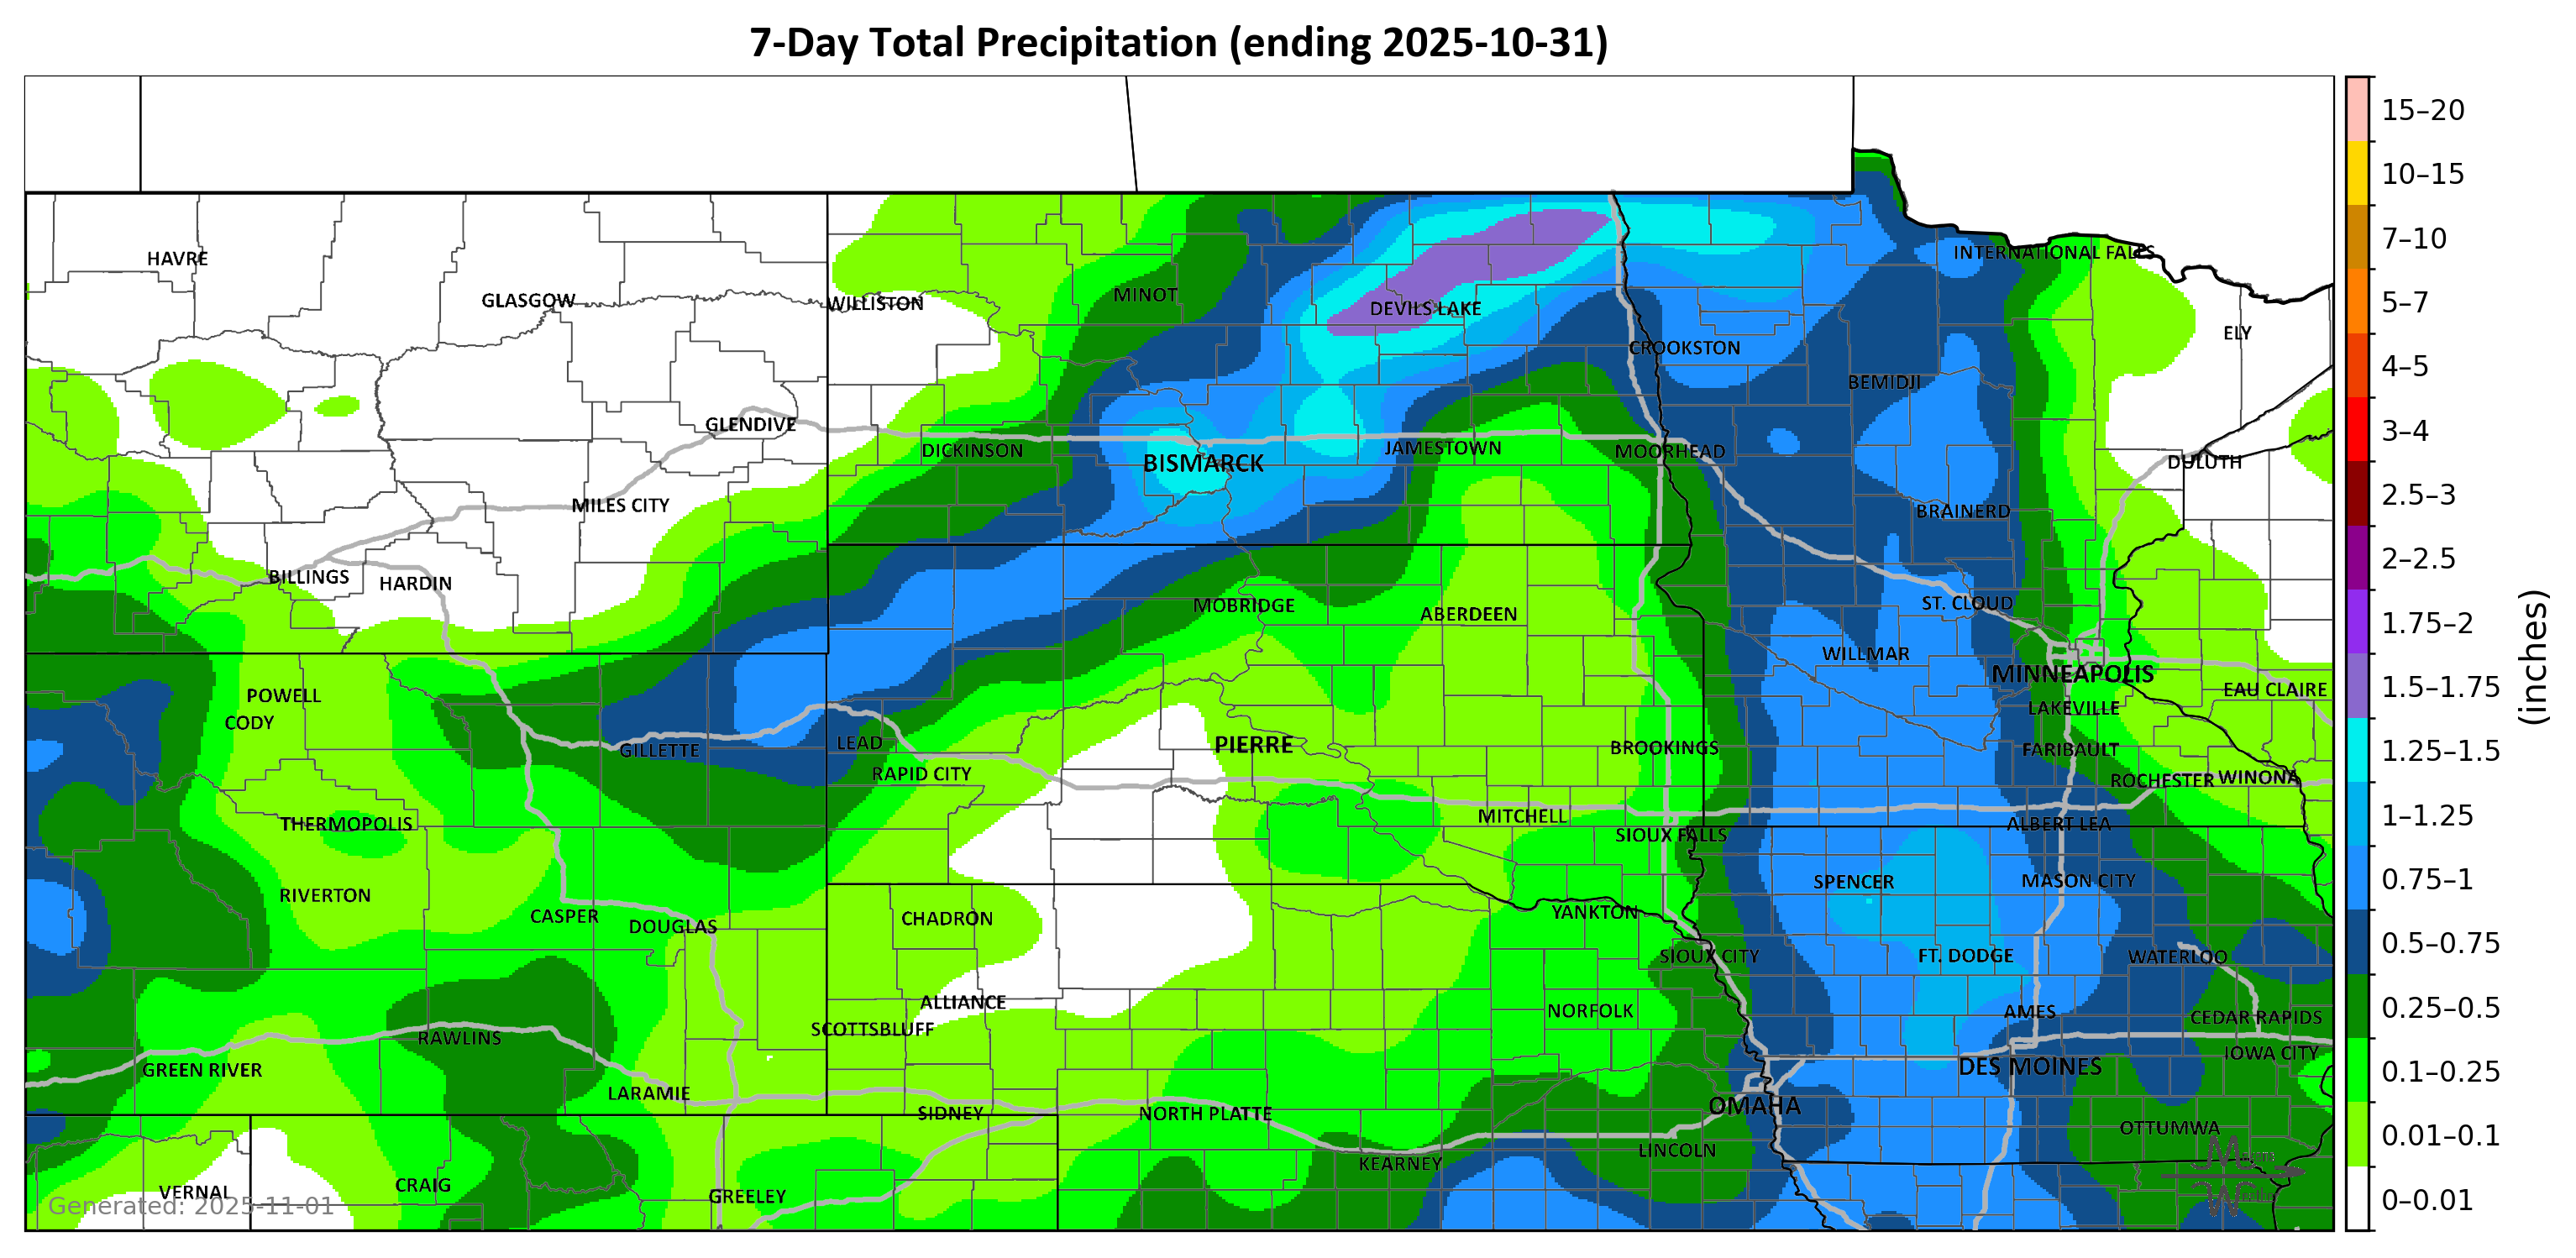 7-Day Total Precipitation (ending 2025-10-31)
15–20
10–15
7–10
5–7
4–5
3–4
2.5–3
2–2.5
1.75–2
1.5–1.75
1.25–1.5
1–1.25
0.75–1
0.5–0.75
0.25–0.5
0.1–0.25
0.01–0.1
0–0.01
(inches)
HAVRE
INTERNATIONAL FALLS
GLASGOW
WILLISTON
MINOT
DEVILS LAKE
ELY
CROOKSTON
BEMIDJI
GLENDIVE
DICKINSON
BISMARCK
JAMESTOWN
MOORHEAD
DULUTH
MILES CITY
BRAINERD
BILLINGS
HARDIN
MOBRIDGE
ABERDEEN
ST. CLOUD
WILLMAR
MINNEAPOLIS
POWELL
CODY
EAU CLAIRE
LAKEVILLE
GILLETTE
LEAD
PIERRE
BROOKINGS
FARIBAULT
RAPID CITY
ROCHESTER
WINONA
THERMOPOLIS
MITCHELL
SIOUX FALLS
ALBERT LEA
RIVERTON
SPENCER
MASON CITY
CASPER
DOUGLAS
CHADRON
YANKTON
SIOUX CITY
FT. DODGE
WATERLOO
ALLIANCE
NORFOLK
AMES
SCOTTSBLUFF
CEDAR RAPIDS
RAWLINS
GREEN RIVER
IOWA CITY
DES MOINES
LARAMIE
SIDNEY
NORTH PLATTE
OMAHA
OTTUMWA
LINCOLN
KEARNEY
VERNAL
CRAIG
GREELEY
Generated: 2025-11-01